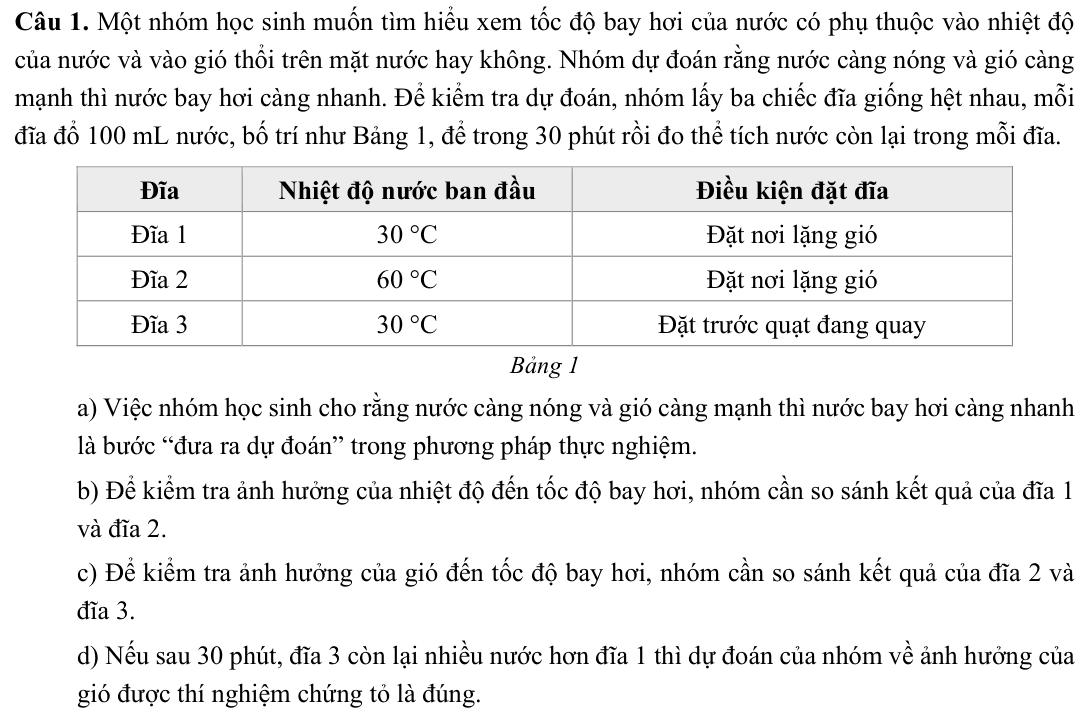 Câu 1. Một nhóm học sinh muốn tìm hiểu xem tốc độ bay hơi của nước có phụ thuộc vào nhiệt độ
của nước và vào gió thổi trên mặt nước hay không. Nhóm dự đoán rằng nước càng nóng và gió càng
mạnh thì nước bay hơi càng nhanh. Để kiểm tra dự đoán, nhóm lấy ba chiếc đĩa giống hệt nhau, mỗi
đĩa đổ 100 mL nước, bố trí như Bảng 1, để trong 30 phút rồi đo thể tích nước còn lại trong mỗi đĩa.
Đĩa Nhiệt độ nước ban đầu Điều kiện đặt đĩa
Đĩa 1 30 °C Đặt nơi lặng gió
Đĩa 2 60 °C Đặt nơi lặng gió
Đĩa 3 30 °C Đặt trước quạt đang quay
Bảng 1
a) Việc nhóm học sinh cho rằng nước càng nóng và gió càng mạnh thì nước bay hơi càng nhanh
là bước “đưa ra dự đoán” trong phương pháp thực nghiệm.
b) Để kiểm tra ảnh hưởng của nhiệt độ đến tốc độ bay hơi, nhóm cần so sánh kết quả của đĩa 1
và đĩa 2.
c) Để kiểm tra ảnh hưởng của gió đến tốc độ bay hơi, nhóm cần so sánh kết quả của đĩa 2 và
đĩa 3.
d) Nếu sau 30 phút, đĩa 3 còn lại nhiều nước hơn đĩa 1 thì dự đoán của nhóm về ảnh hưởng của
gió được thí nghiệm chứng tỏ là đúng.